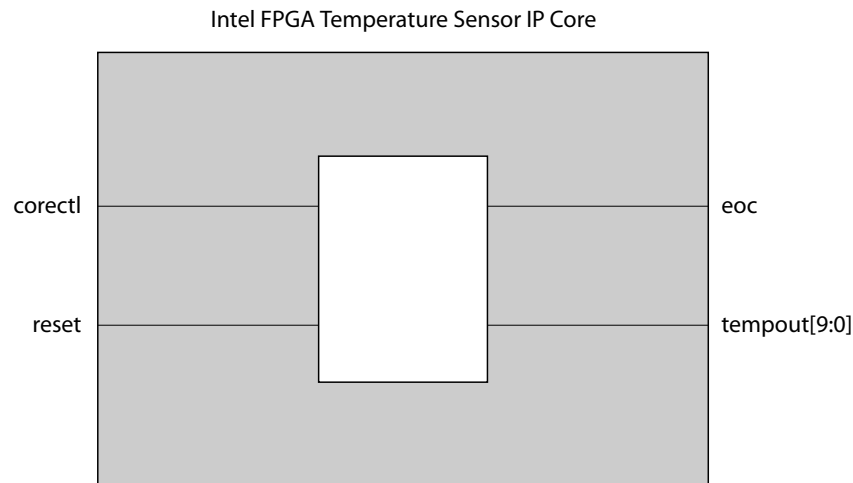 Intel FPGA Temperature Sensor IP Core
corectl
eoc
reset
tempout[9:0]